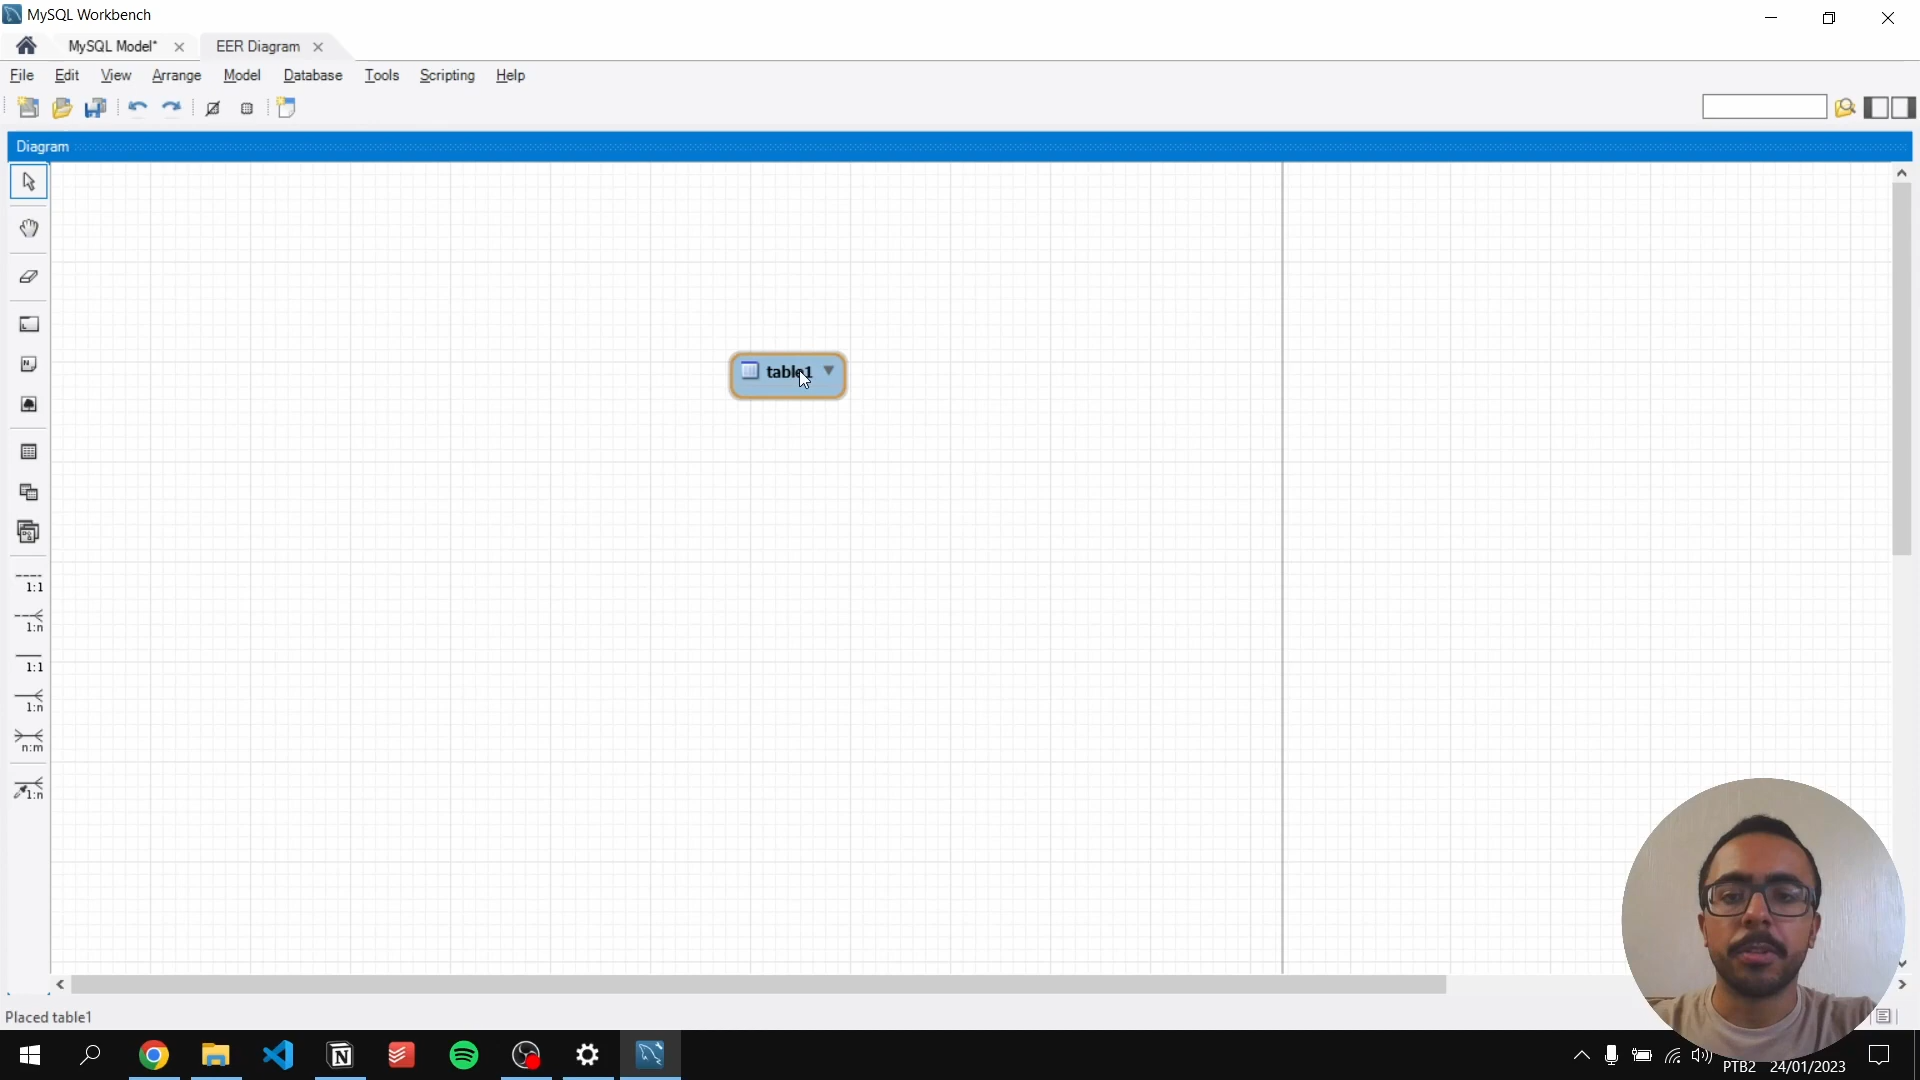 MySQL Workbench
MySQL Model*
EER Diagram
File Edit View Arrange Model Database Tools Scripting Help
Diagram
table1
1:1
1:n
1:1
1:n
n:m
1:n
Placed table1
PTB2 24/01/2023